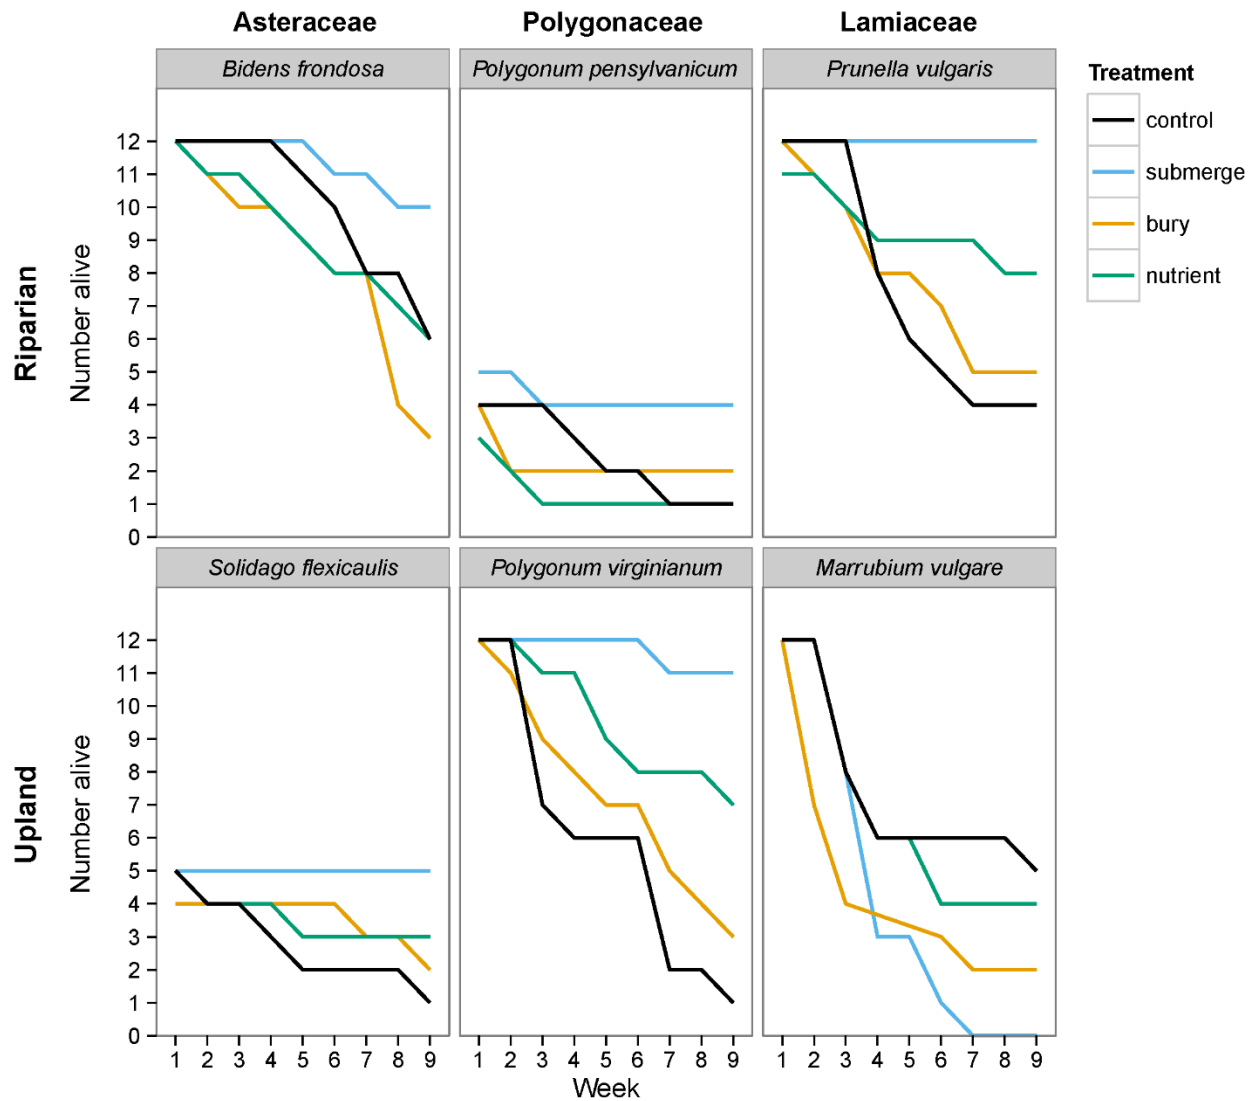 Asteraceae Polygonaceae Lamiaceae
Bidens frondosa Polygonum pensylvanicum Prunella vulgaris
Treatment
control
submerge
bury
nutrient
Riparian
Number alive
12
11
10
9
8
7
6
5
4
3
2
1
0
Solidago flexicaulis Polygonum virginianum Marrubium vulgare
Upland
Number alive
12
11
10
9
8
7
6
5
4
3
2
1
0
1 2 3 4 5 6 7 8 9 1 2 3 4 5 6 7 8 9 1 2 3 4 5 6 7 8 9
Week